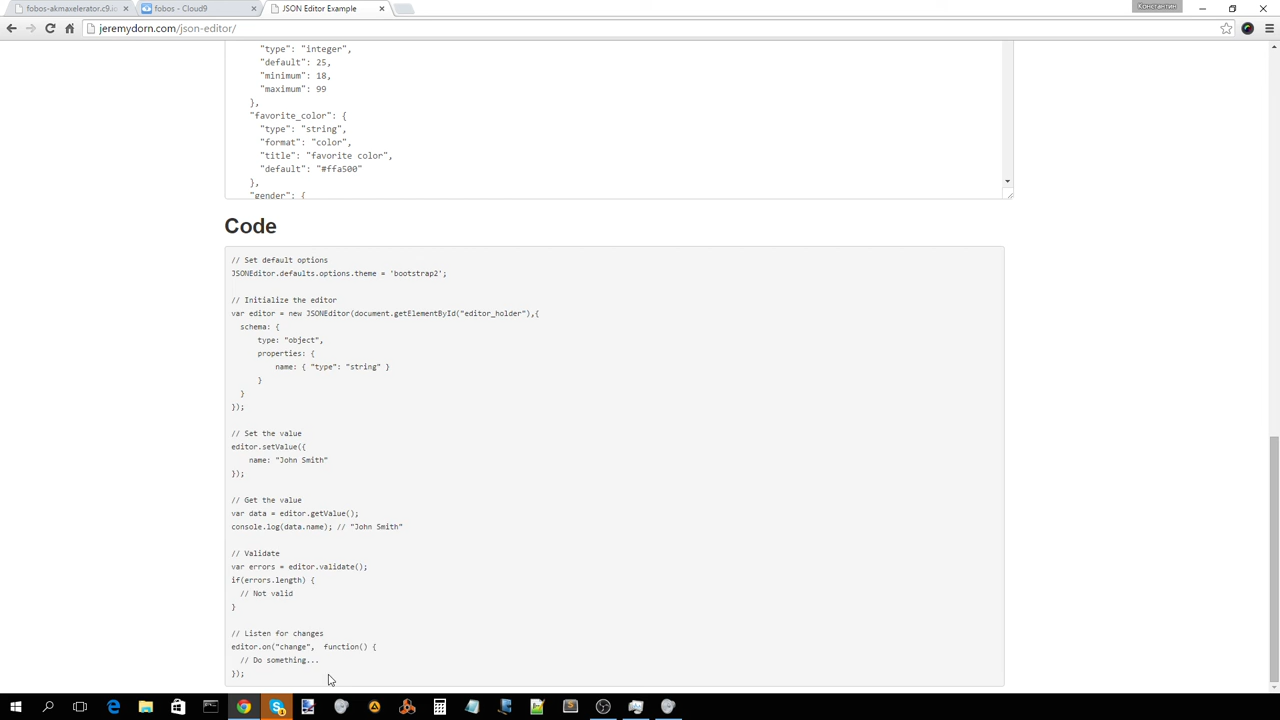 fobos-akmaxelerator.c9.io
fobos - Cloud9
JSON Editor Example
Константин
jeremydorn.com/json-editor/
"type": "integer",
"default": 25,
"minimum": 18,
"maximum": 99
},
"favorite_color": {
"type": "string",
"format": "color",
"title": "favorite color",
"default": "#ffa500"
},
"gender": {
Code
// Set default options
JSONEditor.defaults.options.theme = 'bootstrap2';
// Initialize the editor
var editor = new JSONEditor(document.getElementById("editor_holder"),{
schema: {
type: "object",
properties: {
name: { "type": "string" }
}
}
});
// Set the value
editor.setValue({
name: "John Smith"
});
// Get the value
var data = editor.getValue();
console.log(data.name); // "John Smith"
// Validate
var errors = editor.validate();
if(errors.length) {
// Not valid
}
// Listen for changes
editor.on("change",  function() {
// Do something...
});